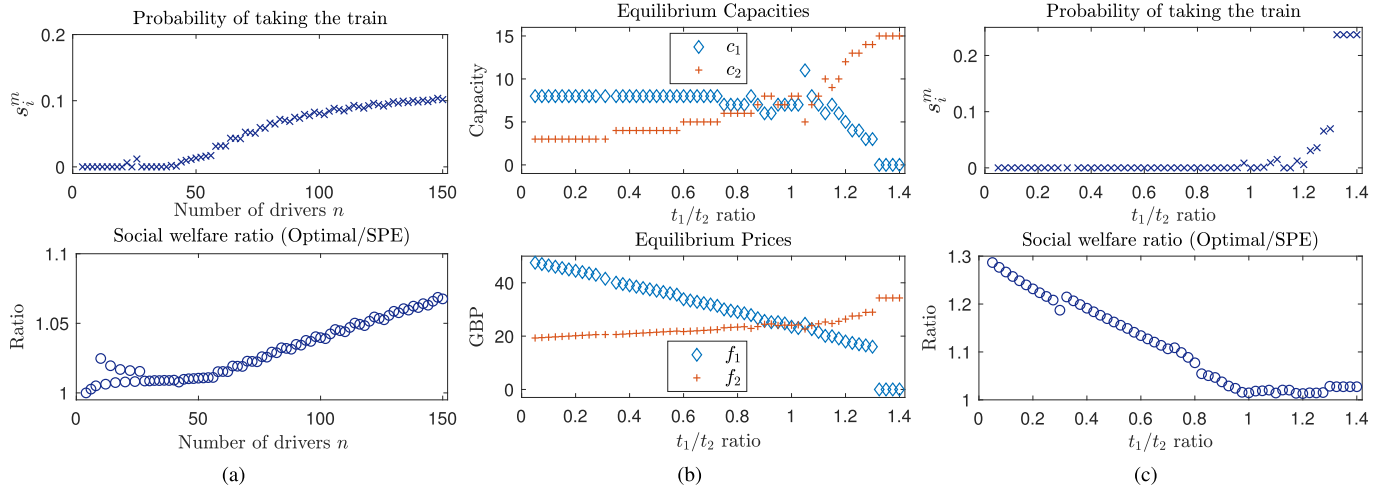 Probability of taking the train
0.2
0.1
0
s_i^m
0 50 100 150
Number of drivers n
Social welfare ratio (Optimal/SPE)
1.1
1.05
1
Ratio
0 50 100 150
Number of drivers n
(a)
Equilibrium Capacities
15
10
5
0
Capacity
c₁
c₂
0 0.2 0.4 0.6 0.8 1 1.2 1.4
t₁/t₂ ratio
Equilibrium Prices
40
20
0
GBP
f₁
f₂
0 0.2 0.4 0.6 0.8 1 1.2 1.4
t₁/t₂ ratio
(b)
Probability of taking the train
0.2
0.1
0
s_i^m
0 0.2 0.4 0.6 0.8 1 1.2 1.4
t₁/t₂ ratio
Social welfare ratio (Optimal/SPE)
1.3
1.2
1.1
1
Ratio
0 0.2 0.4 0.6 0.8 1 1.2 1.4
t₁/t₂ ratio
(c)